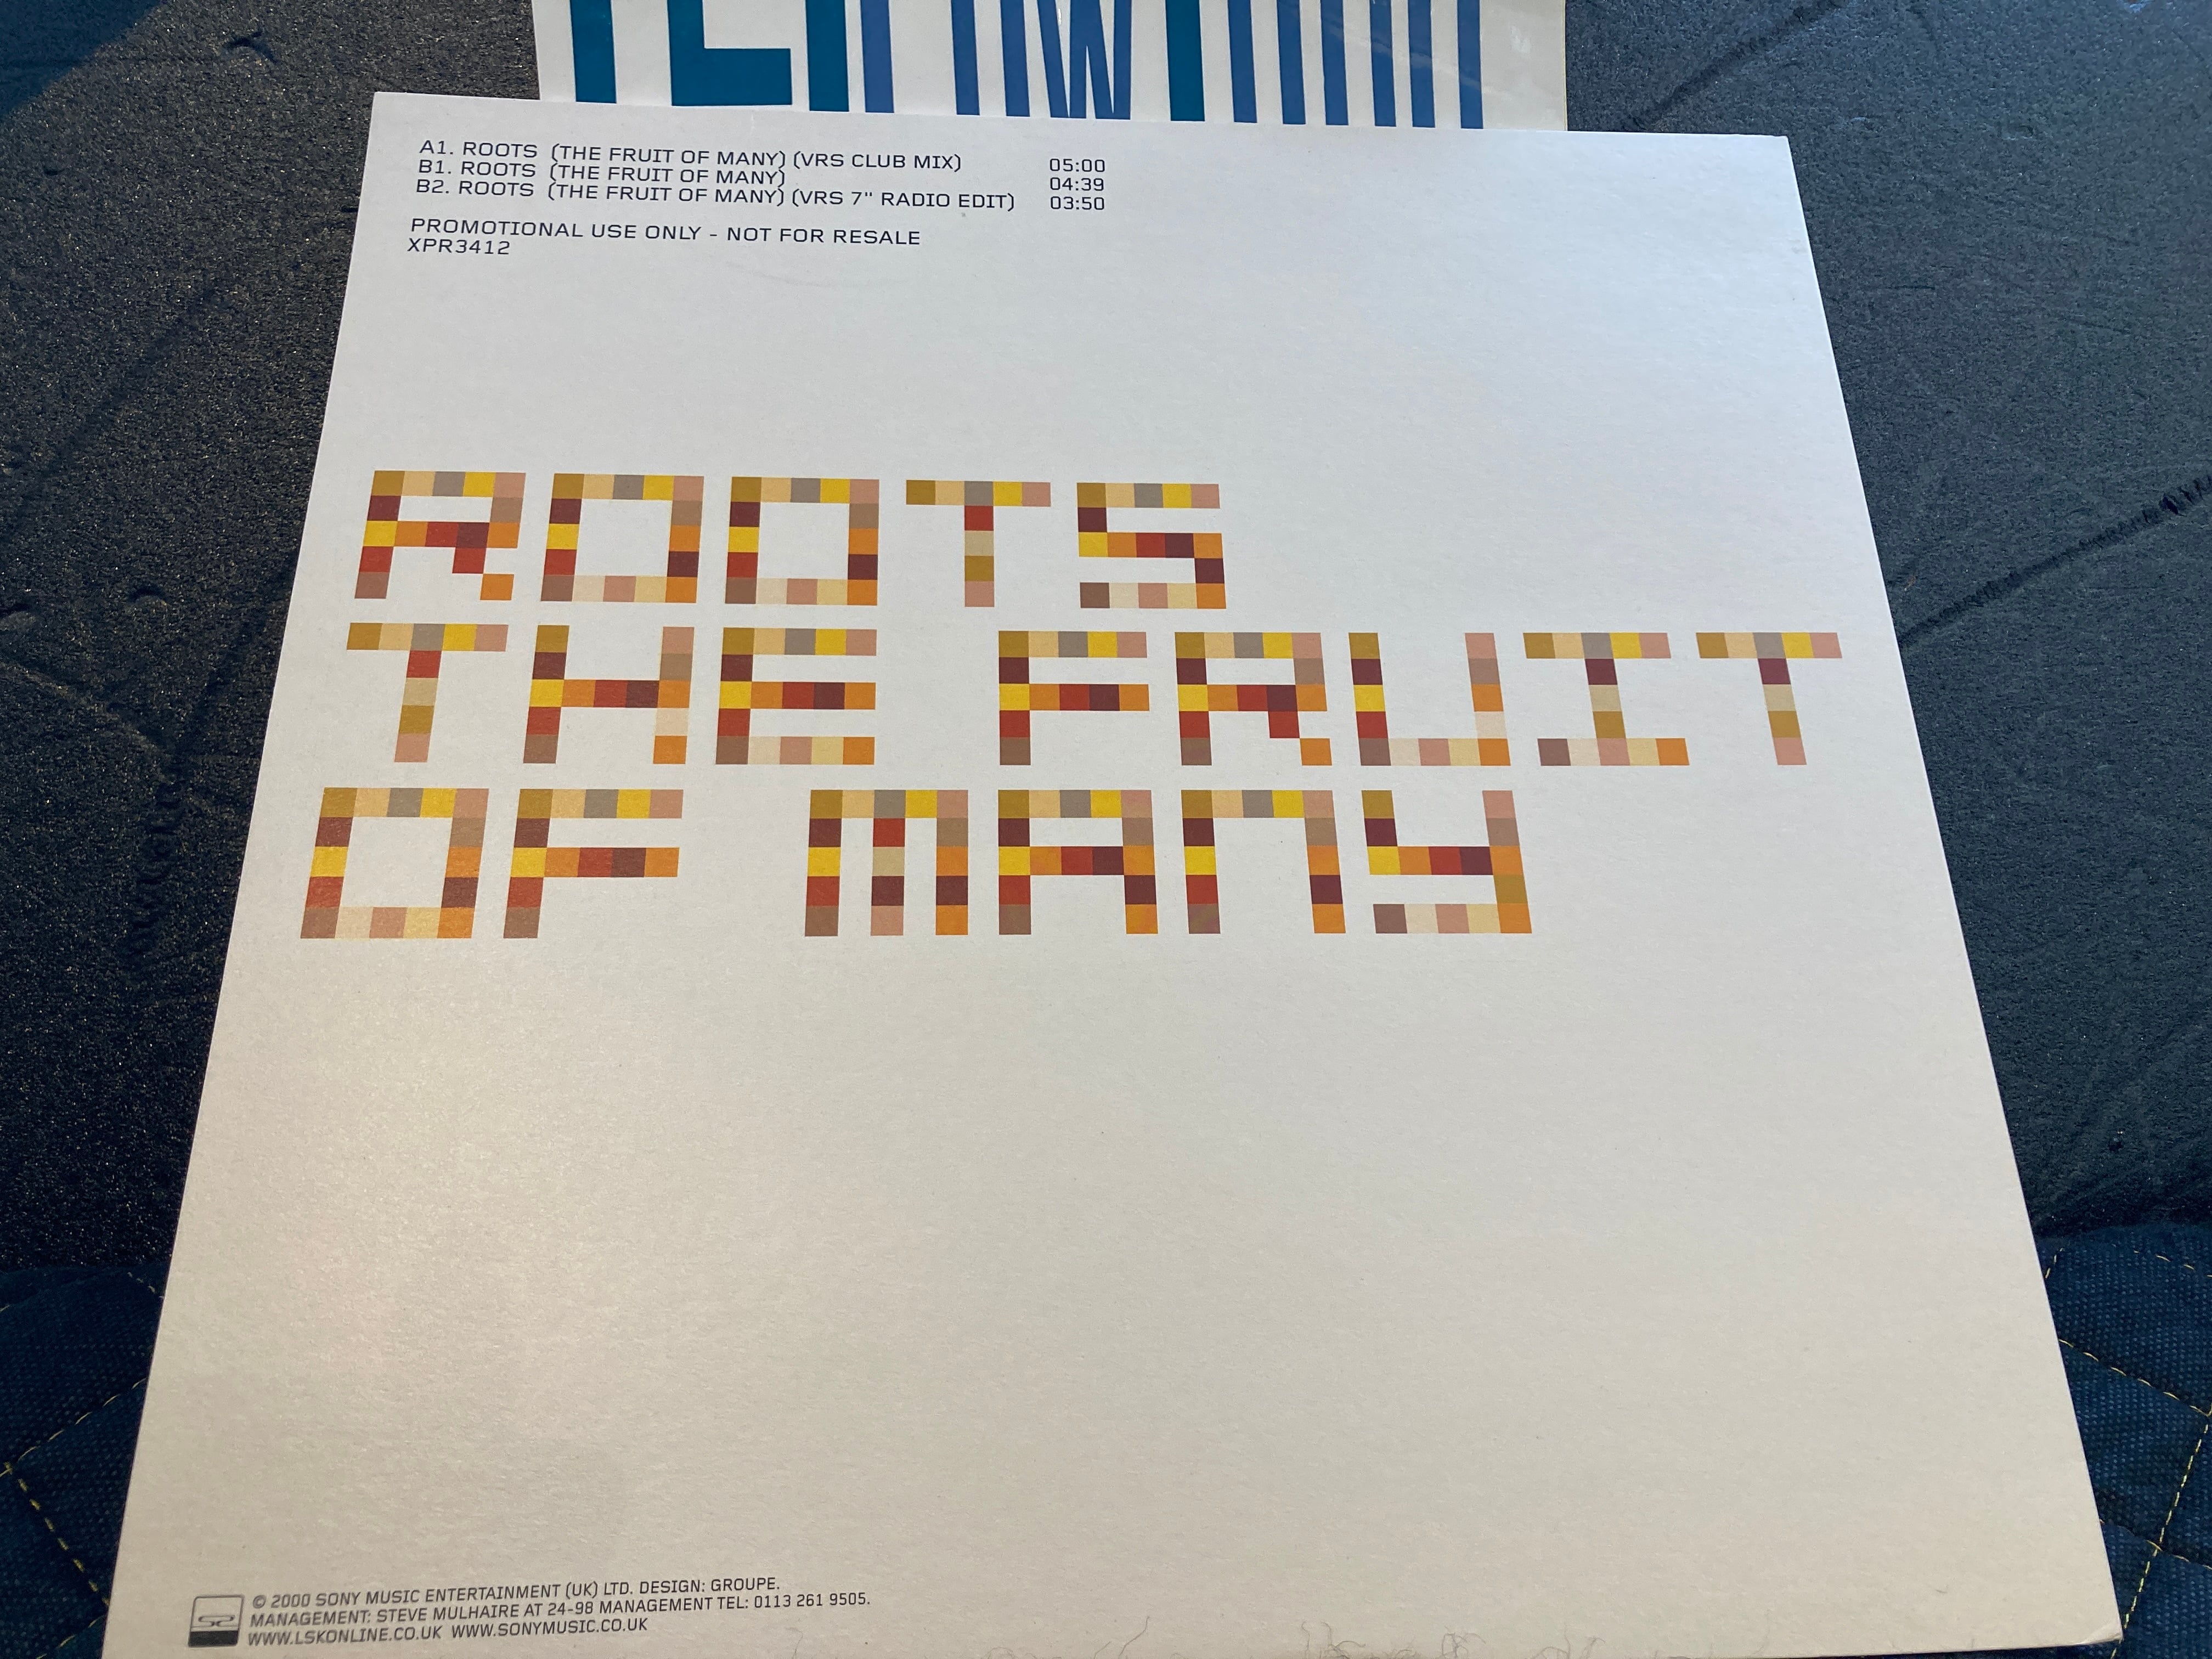 A1. ROOTS (THE FRUIT OF MANY) (VRS CLUB MIX) 05:00
B1. ROOTS (THE FRUIT OF MANY) 04:39
B2. ROOTS (THE FRUIT OF MANY) (VRS 7" RADIO EDIT) 03:50
PROMOTIONAL USE ONLY - NOT FOR RESALE
XPR3412
ROOTS
THE FRUIT
OF MANY
© 2000 SONY MUSIC ENTERTAINMENT (UK) LTD. DESIGN: GROUPE.
MANAGEMENT: STEVE MULHAIRE AT 24-98 MANAGEMENT TEL: 0113 261 9505.
WWW.LSKONLINE.CO.UK WWW.SONYMUSIC.CO.UK